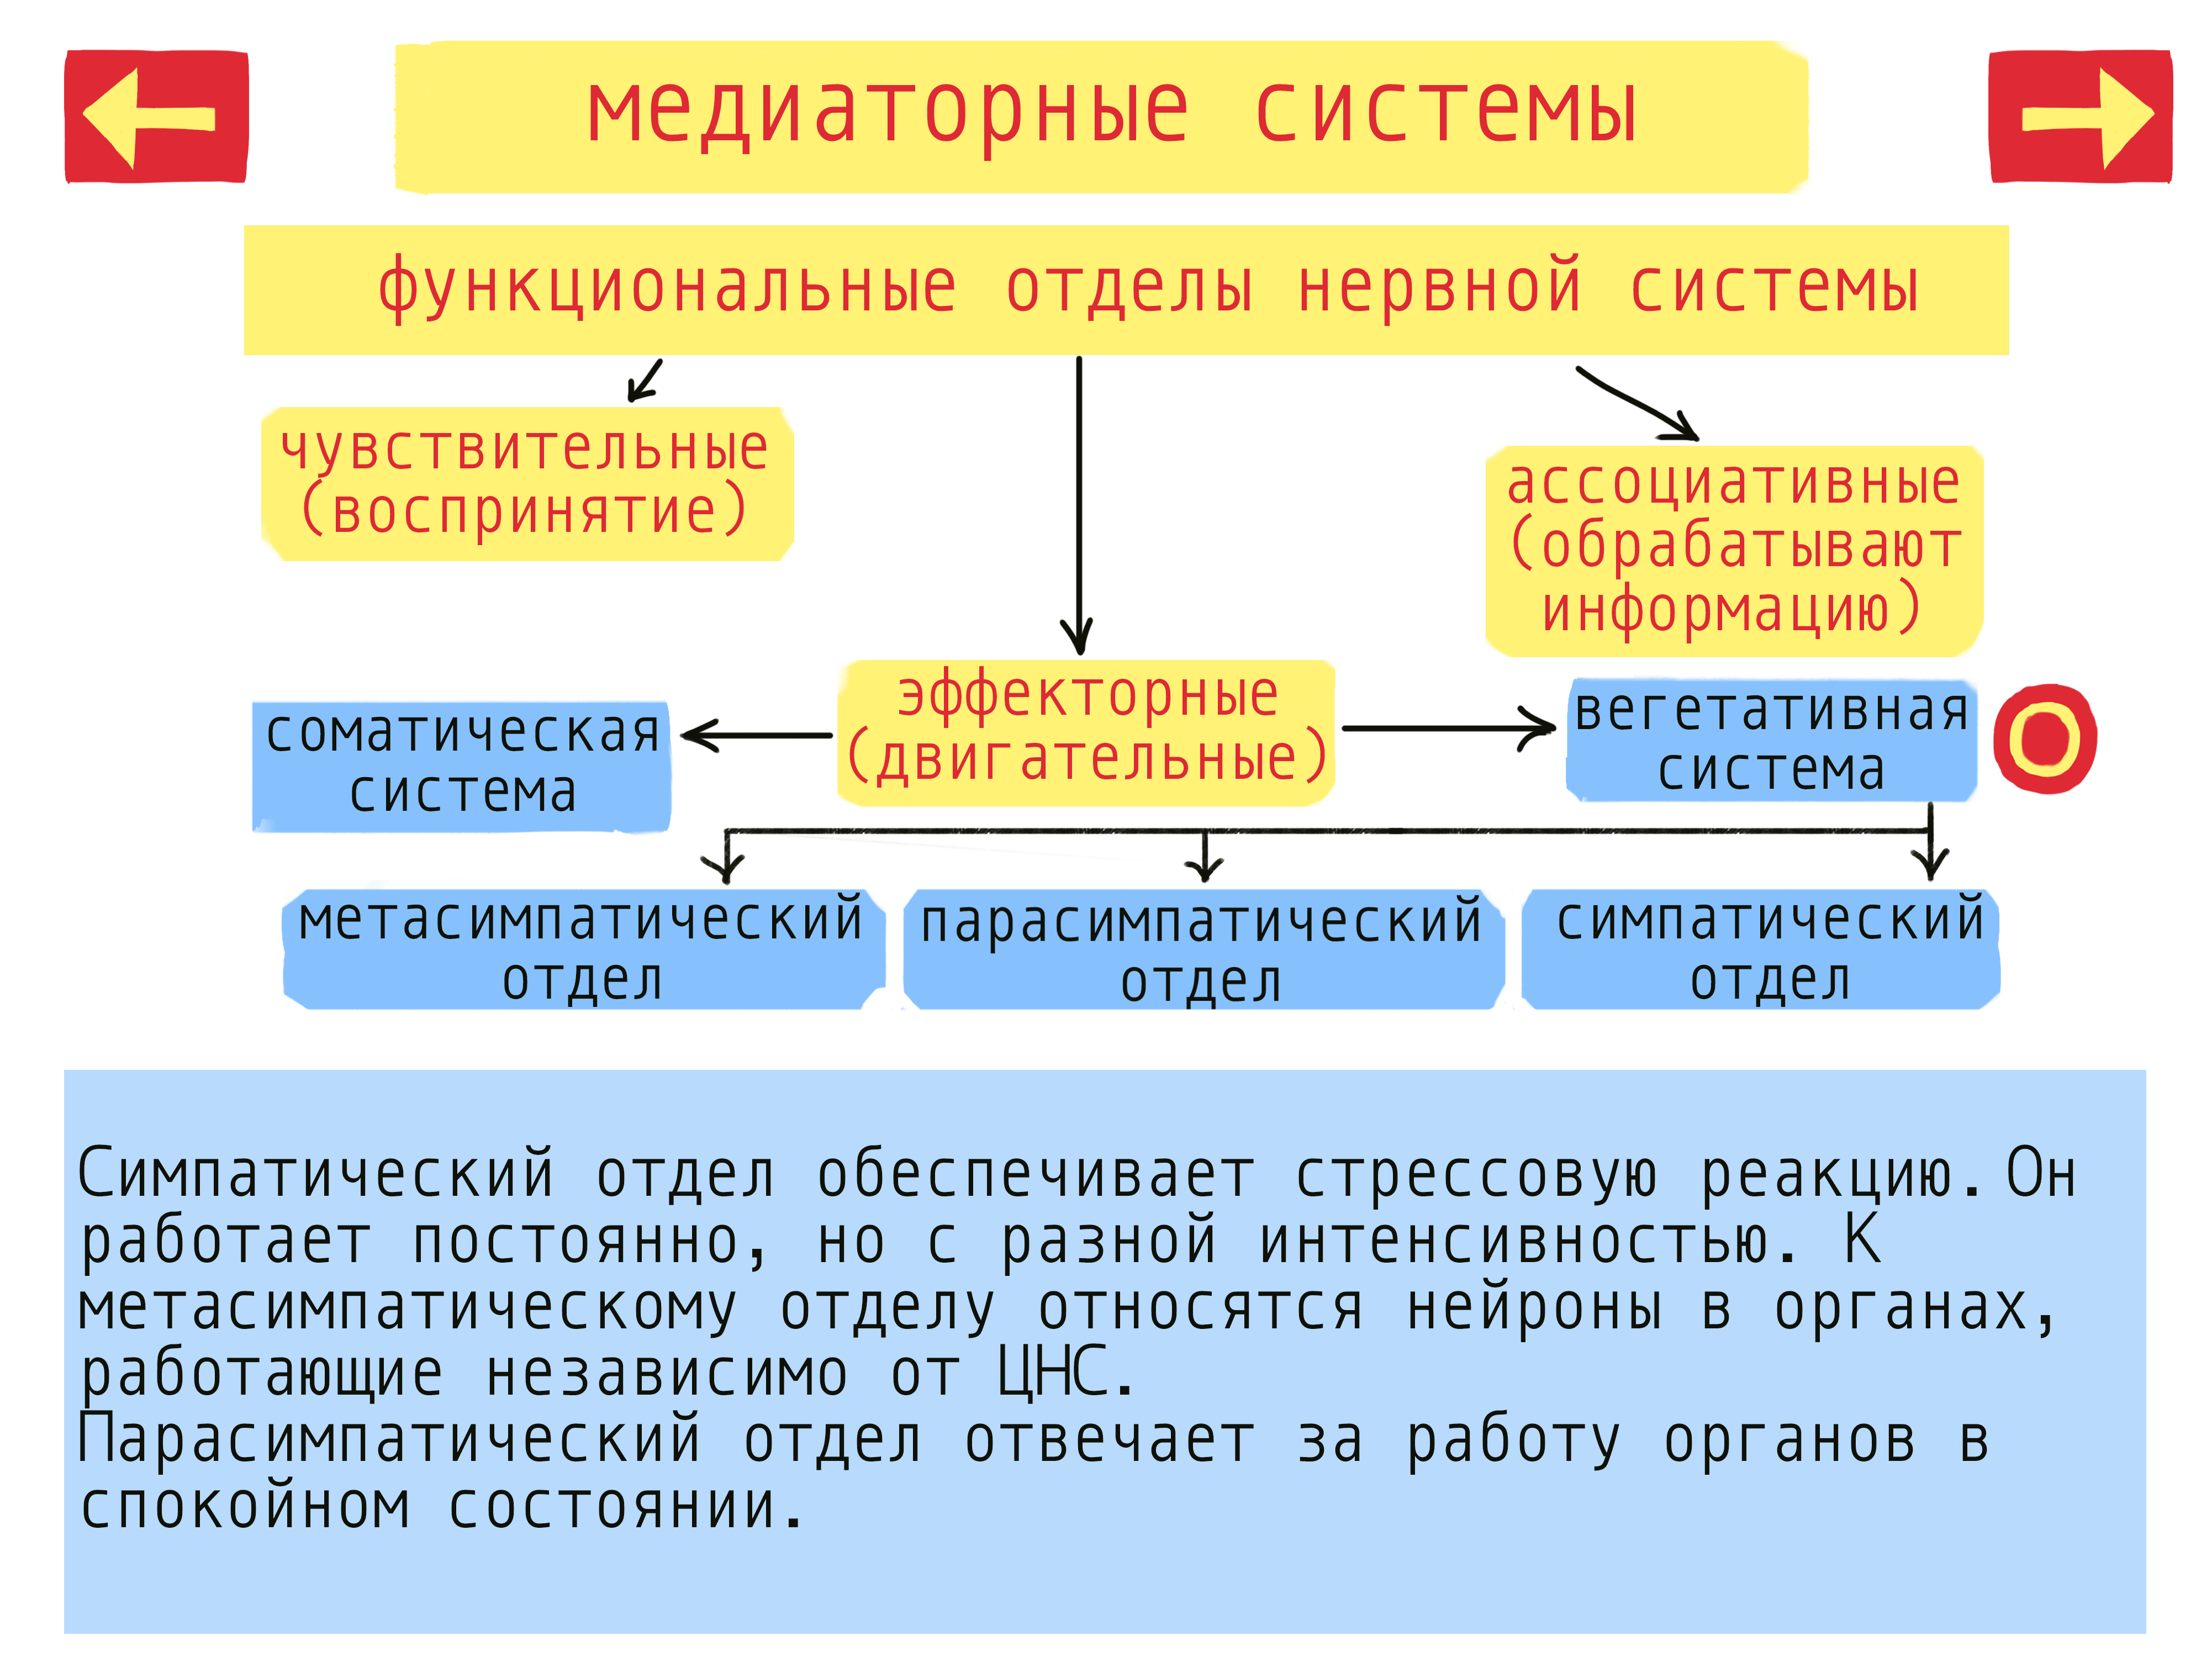 медиаторные системы
функциональные отделы нервной системы
чувствительные
(воспринятие)
ассоциативные
(обрабатывают
информацию)
эффекторные
(двигательные)
соматическая
система
вегетативная
система
метасимпатический
отдел
парасимпатический
отдел
симпатический
отдел
Симпатический отдел обеспечивает стрессовую реакцию. Он
работает постоянно, но с разной интенсивностью. К
метасимпатическому отделу относятся нейроны в органах,
работающие независимо от ЦНС.
Парасимпатический отдел отвечает за работу органов в
спокойном состоянии.